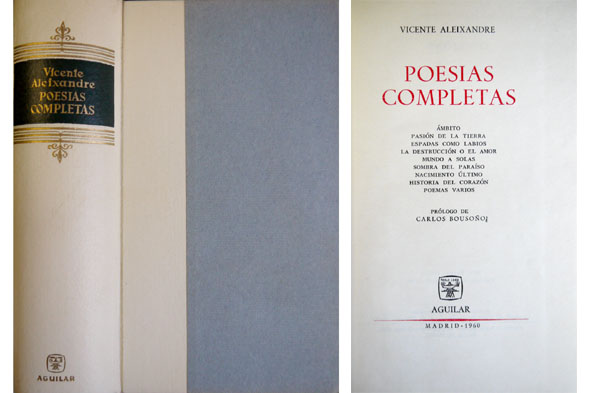 Vicente
Aleixandre
POESIAS
COMPLETAS
AGUILAR
VICENTE ALEIXANDRE
POESIAS
COMPLETAS
ÁMBITO
PASIÓN DE LA TIERRA
ESPADAS COMO LABIOS
LA DESTRUCCIÓN O EL AMOR
MUNDO A SOLAS
SOMBRA DEL PARAÍSO
NACIMIENTO ÚLTIMO
HISTORIA DEL CORAZÓN
POEMAS VARIOS
PRÓLOGO DE
CARLOS BOUSOÑO
AGUILAR
MADRID - 1960